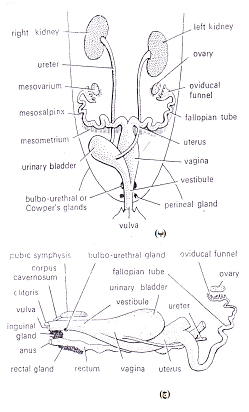 right kidney
left kidney
ureter
ovary
mesovarium
oviducal
funnel
mesosalpinx
fallopian tube
mesometrium
uterus
urinary bladder
vagina
bulbo-urethral or
Cowper's glands
vestibule
perineal gland
vulva
pubic symphysis
bulbo-urethral gland
oviducal funnel
corpus
cavernosum
fallopian tube
ovary
clitoris
urinary bladder
vestibule
ureter
vulva
inguinal
gland
anus
rectal gland
rectum
vagina
uterus